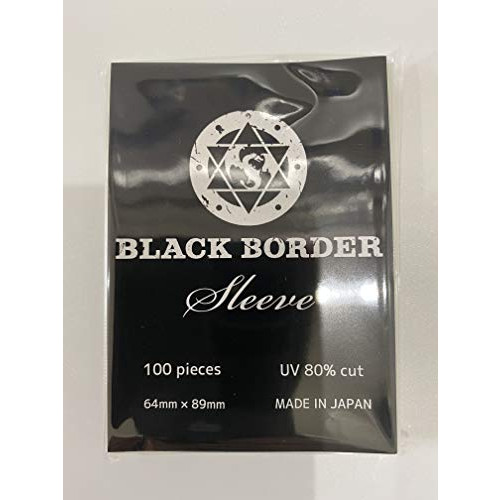 S
BLACK BORDER
Sleeve
100 pieces UV 80% cut
64mm × 89mm MADE IN JAPAN